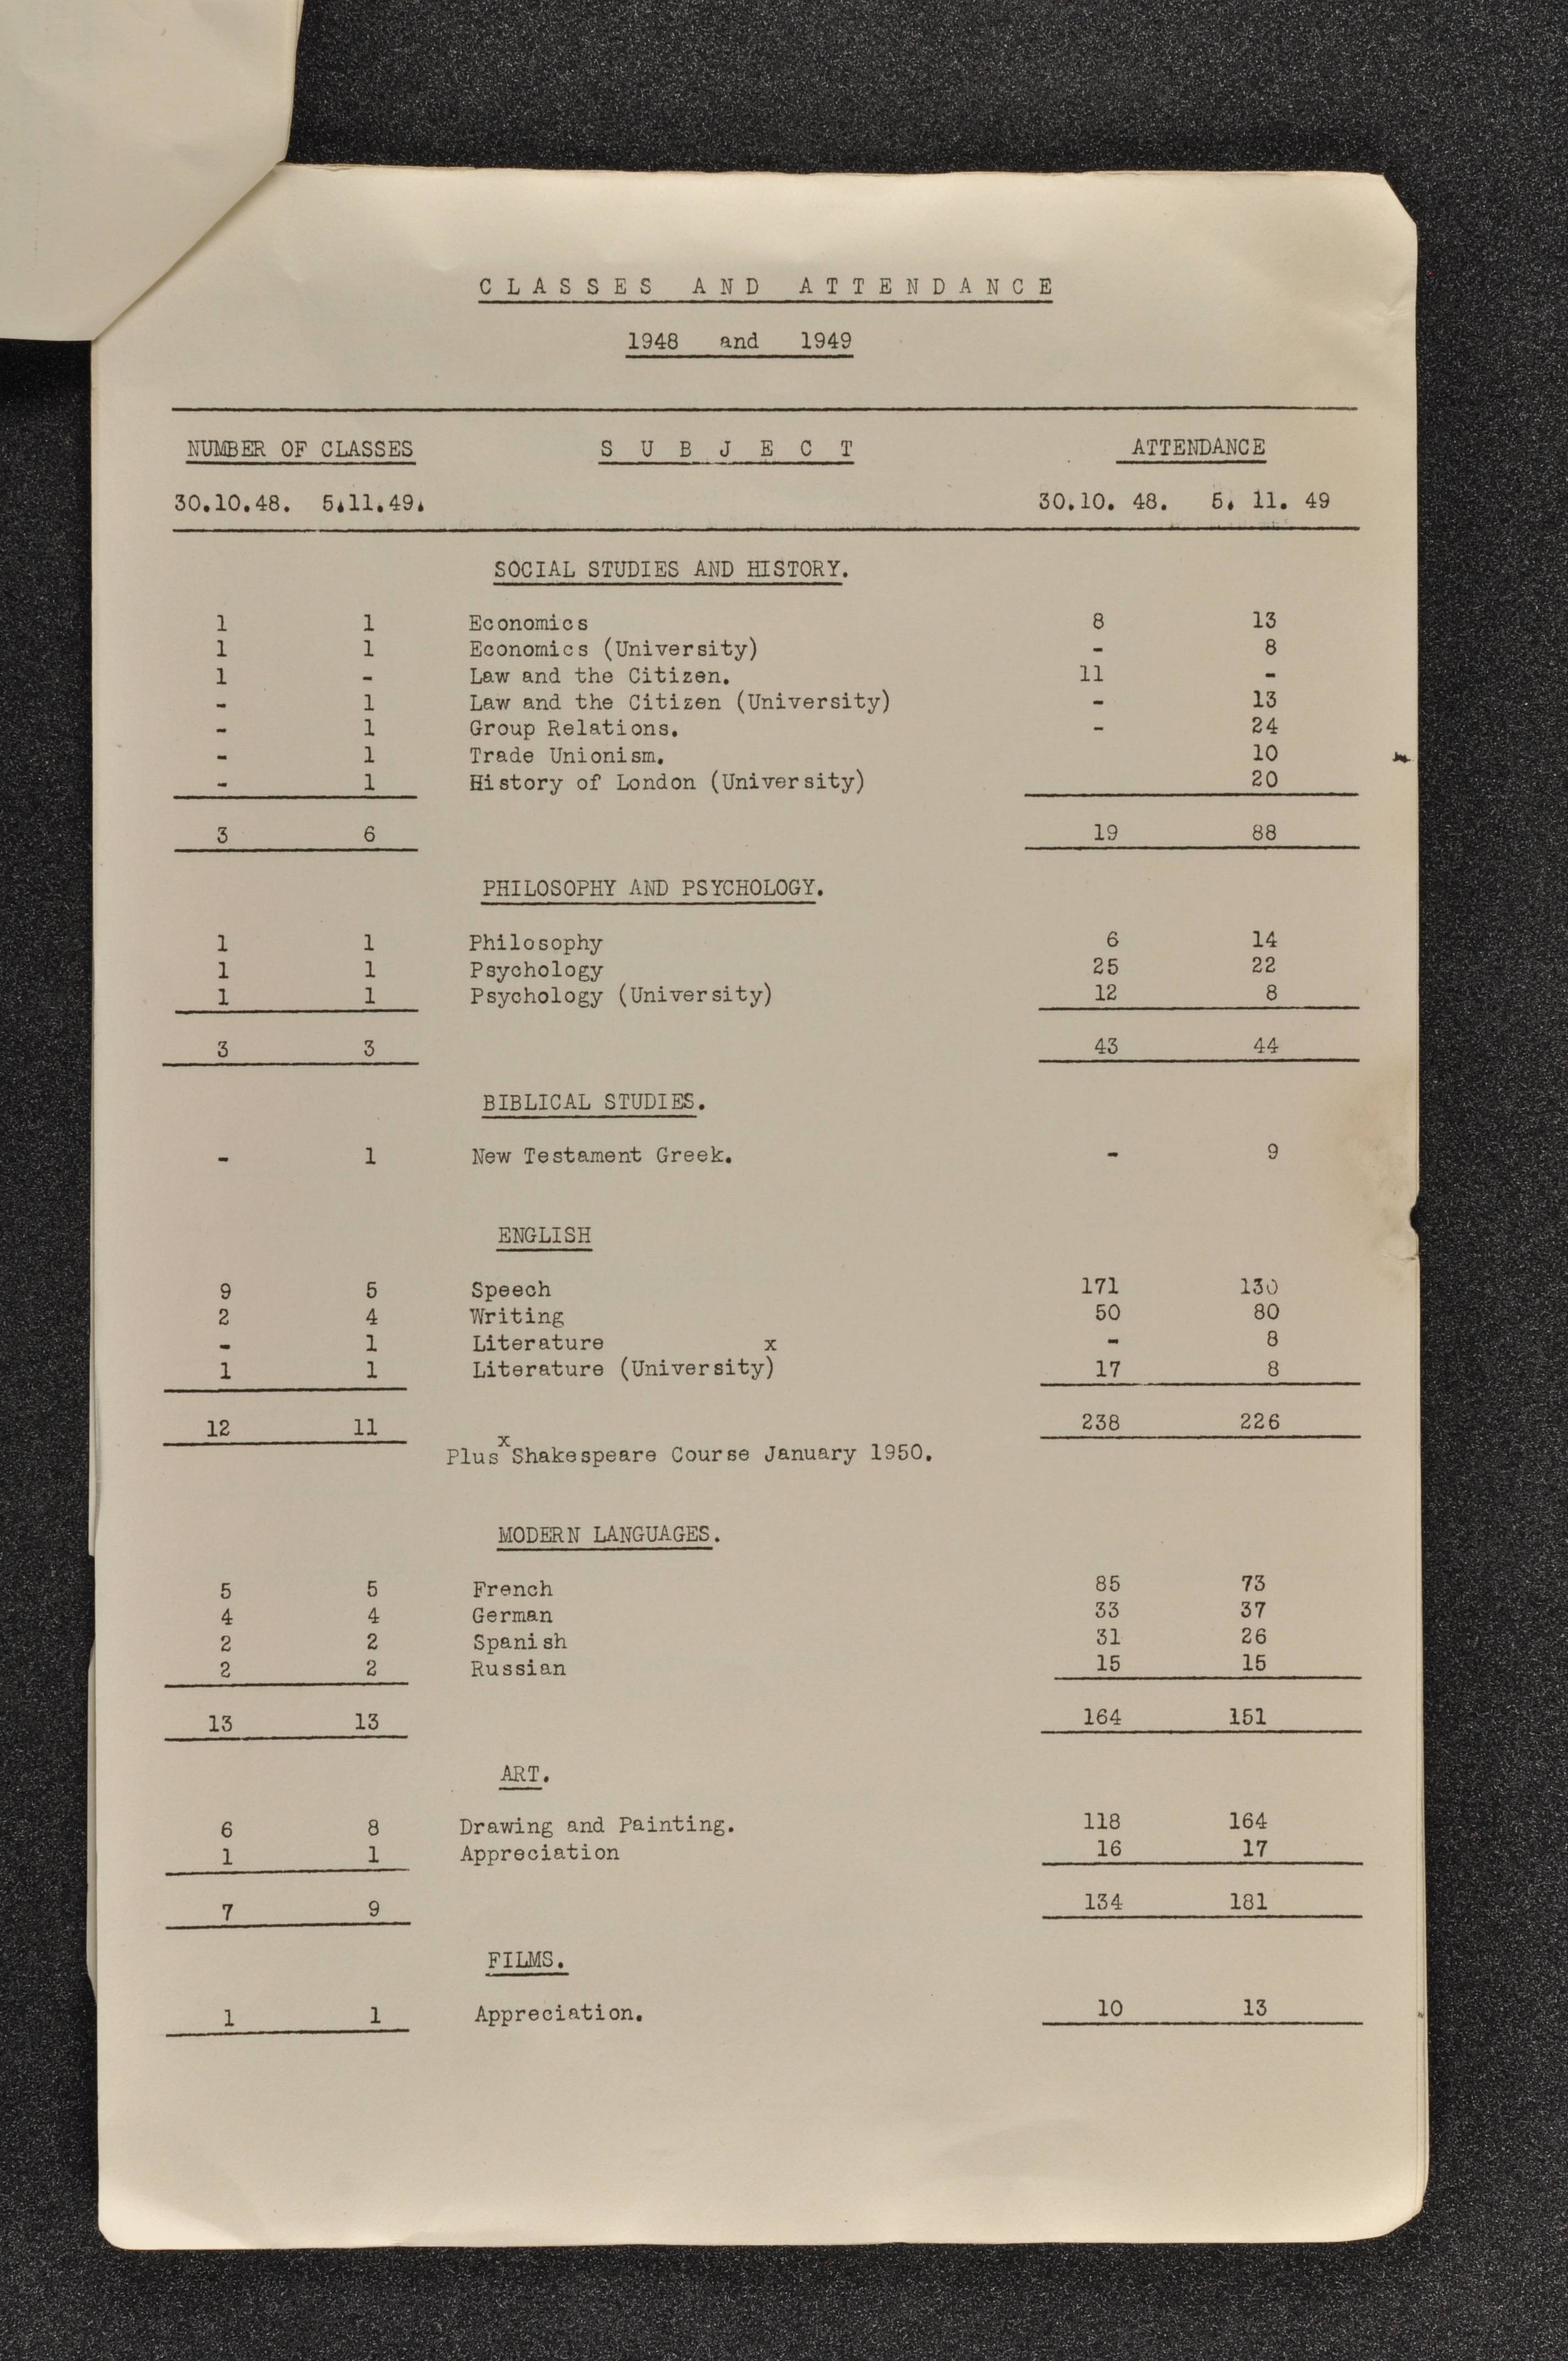 CLASSES AND ATTENDANCE
1948 and 1949
NUMBER OF CLASSES SUBJECT ATTENDANCE
30.10.48. 5.11.49. 30.10. 48. 5. 11. 49
SOCIAL STUDIES AND HISTORY.
1 1 Economics 8 13
1 1 Economics (University) - 8
1 - Law and the Citizen. 11 -
- 1 Law and the Citizen (University) - 13
- 1 Group Relations. - 24
- 1 Trade Unionism. 10
- 1 History of London (University) 20
3 6 19 88
PHILOSOPHY AND PSYCHOLOGY.
1 1 Philosophy 6 14
1 1 Psychology 25 22
1 1 Psychology (University) 12 8
3 3 43 44
BIBLICAL STUDIES.
- 1 New Testament Greek. - 9
ENGLISH
9 5 Speech 171 130
2 4 Writing 50 80
- 1 Literature x - 8
1 1 Literature (University) 17 8
12 11 238 226
x
Plus Shakespeare Course January 1950.
MODERN LANGUAGES.
5 5 French 85 73
4 4 German 33 37
2 2 Spanish 31 26
2 2 Russian 15 15
13 13 164 151
ART.
6 8 Drawing and Painting. 118 164
1 1 Appreciation 16 17
7 9 134 181
FILMS.
1 1 Appreciation. 10 13